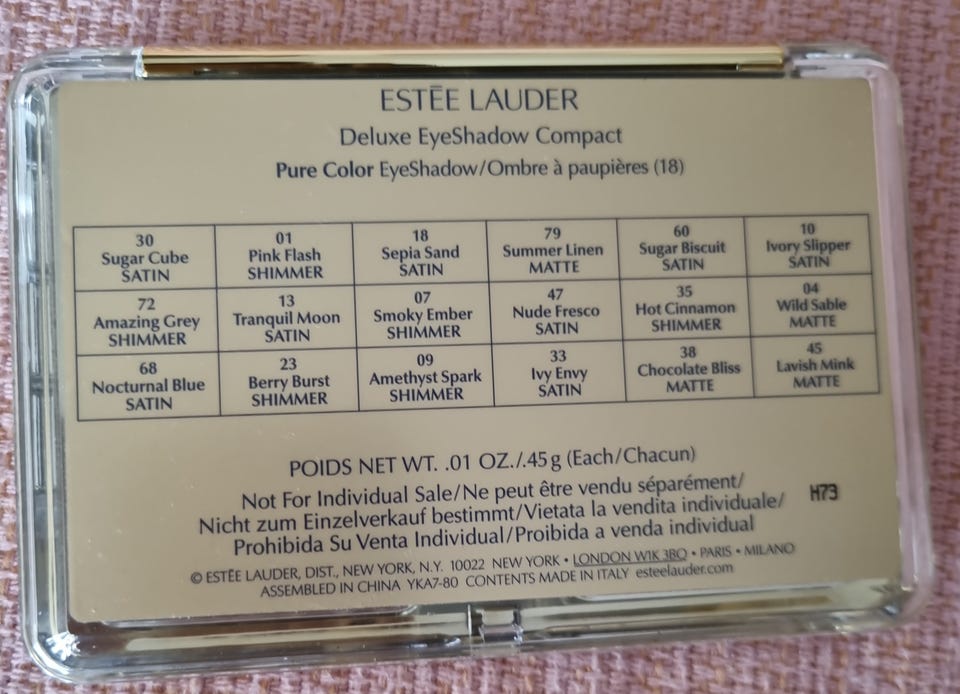 ESTĒE LAUDER
Deluxe EyeShadow Compact
Pure Color EyeShadow/Ombre à paupières (18)
30 01 18 79 60 10
Sugar Cube Pink Flash Sepia Sand Summer Linen Sugar Biscuit Ivory Slipper
SATIN SHIMMER SATIN MATTE SATIN SATIN
72 13 07 47 35 04
Amazing Grey Tranquil Moon Smoky Ember Nude Fresco Hot Cinnamon Wild Sable
SHIMMER SATIN SHIMMER SATIN SHIMMER MATTE
68 23 09 33 38 45
Nocturnal Blue Berry Burst Amethyst Spark Ivy Envy Chocolate Bliss Lavish Mink
SATIN SHIMMER SHIMMER SATIN MATTE MATTE
POIDS NET WT. .01 OZ./.45g (Each/Chacun)
Not For Individual Sale/Ne peut être vendu séparément/
Nicht zum Einzelverkauf bestimmt/Vietata la vendita individuale/
Prohibida Su Venta Individual/Proibida a venda individual
H73
© ESTĒE LAUDER, DIST., NEW YORK, N.Y. 10022 NEW YORK • LONDON W1K 3BQ • PARIS • MILANO
ASSEMBLED IN CHINA YKA7-80 CONTENTS MADE IN ITALY esteelauder.com